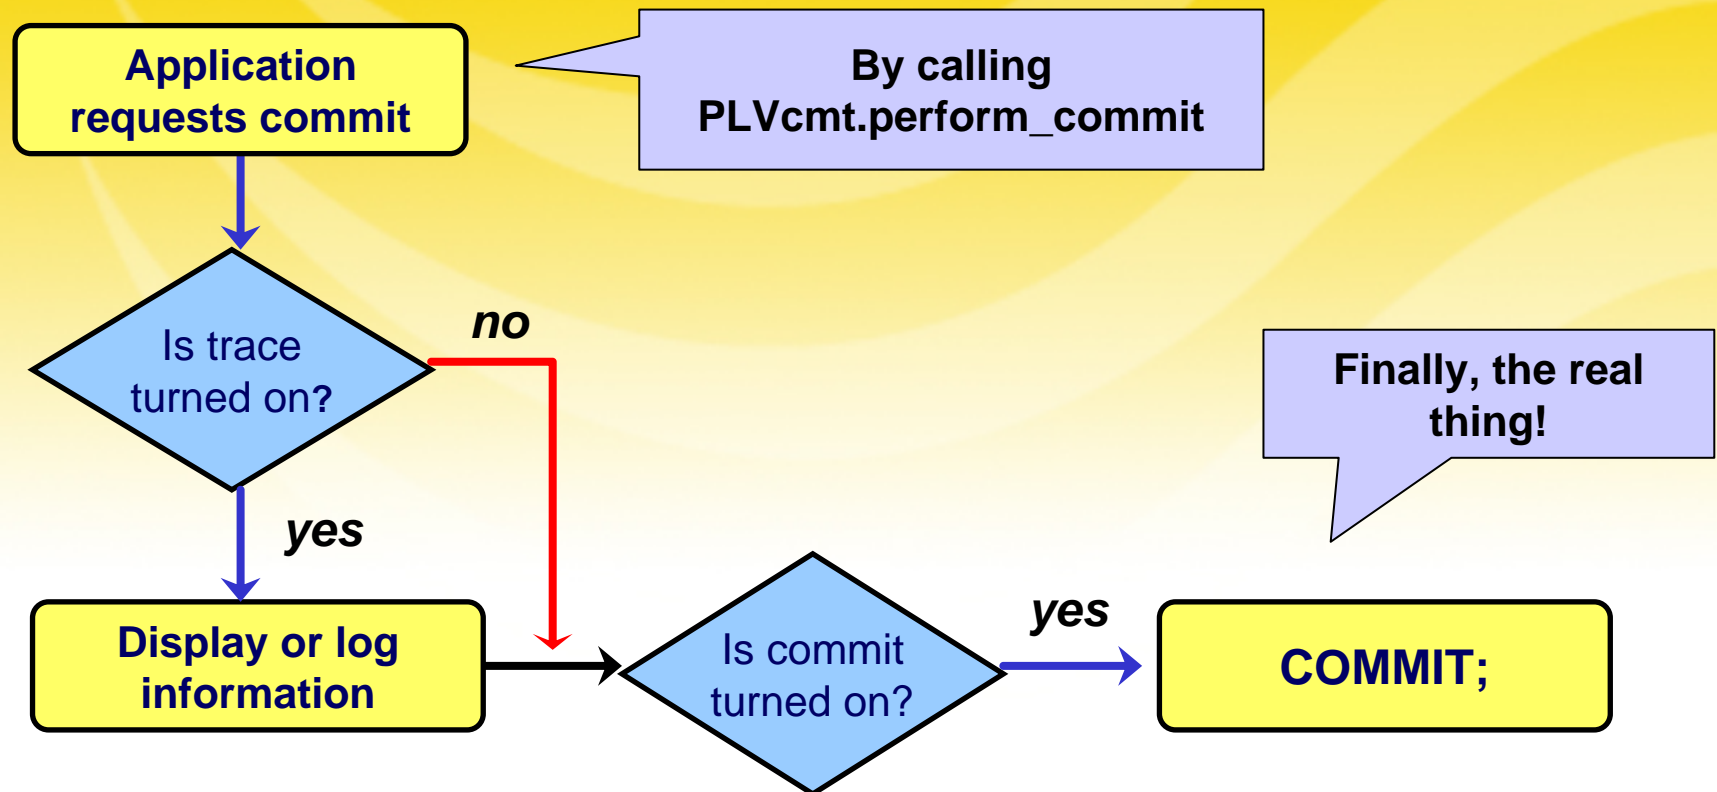 Application
requests commit
By calling
PLVcmt.perform_commit
Is trace
turned on?
no
Finally, the real
thing!
yes
Display or log
information
Is commit
turned on?
yes
COMMIT;